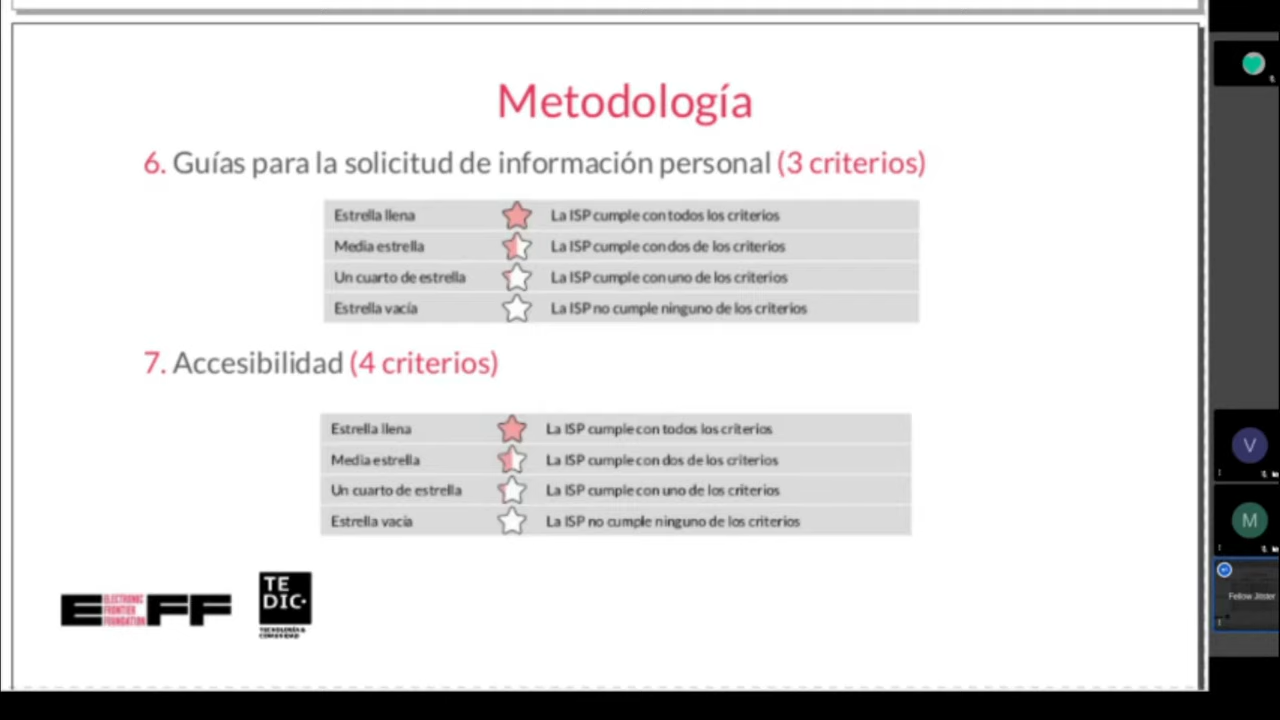 Metodología
6. Guías para la solicitud de información personal (3 criterios)
Estrella llena La ISP cumple con todos los criterios
Media estrella La ISP cumple con dos de los criterios
Un cuarto de estrella La ISP cumple con uno de los criterios
Estrella vacía La ISP no cumple ninguno de los criterios
7. Accesibilidad (4 criterios)
Estrella llena La ISP cumple con todos los criterios
Media estrella La ISP cumple con dos de los criterios
Un cuarto de estrella La ISP cumple con uno de los criterios
Estrella vacía La ISP no cumple ninguno de los criterios
EFF
ELECTRONIC
FRONTIER
FOUNDATION
TE
DIC
TECNOLOGÍA &
COMUNIDAD
V
M
Fellow Jitster